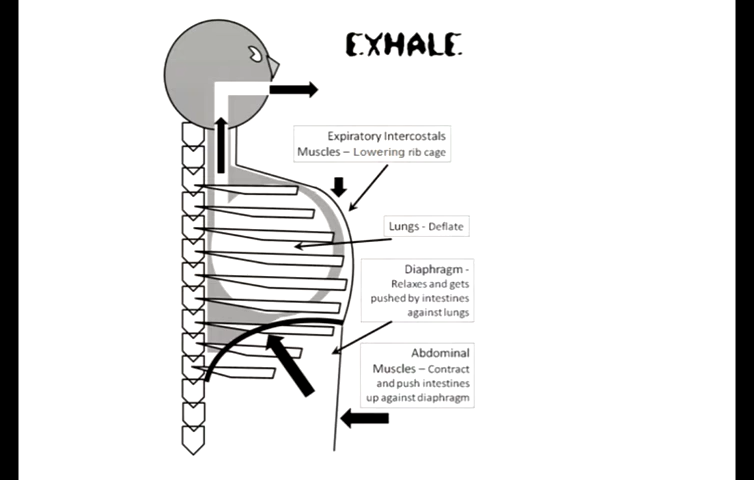 EXHALE
Expiratory Intercostals
Muscles – Lowering rib cage
Lungs - Deflate
Diaphragm -
Relaxes and gets
pushed by intestines
against lungs
Abdominal
Muscles – Contract
and push intestines
up against diaphragm